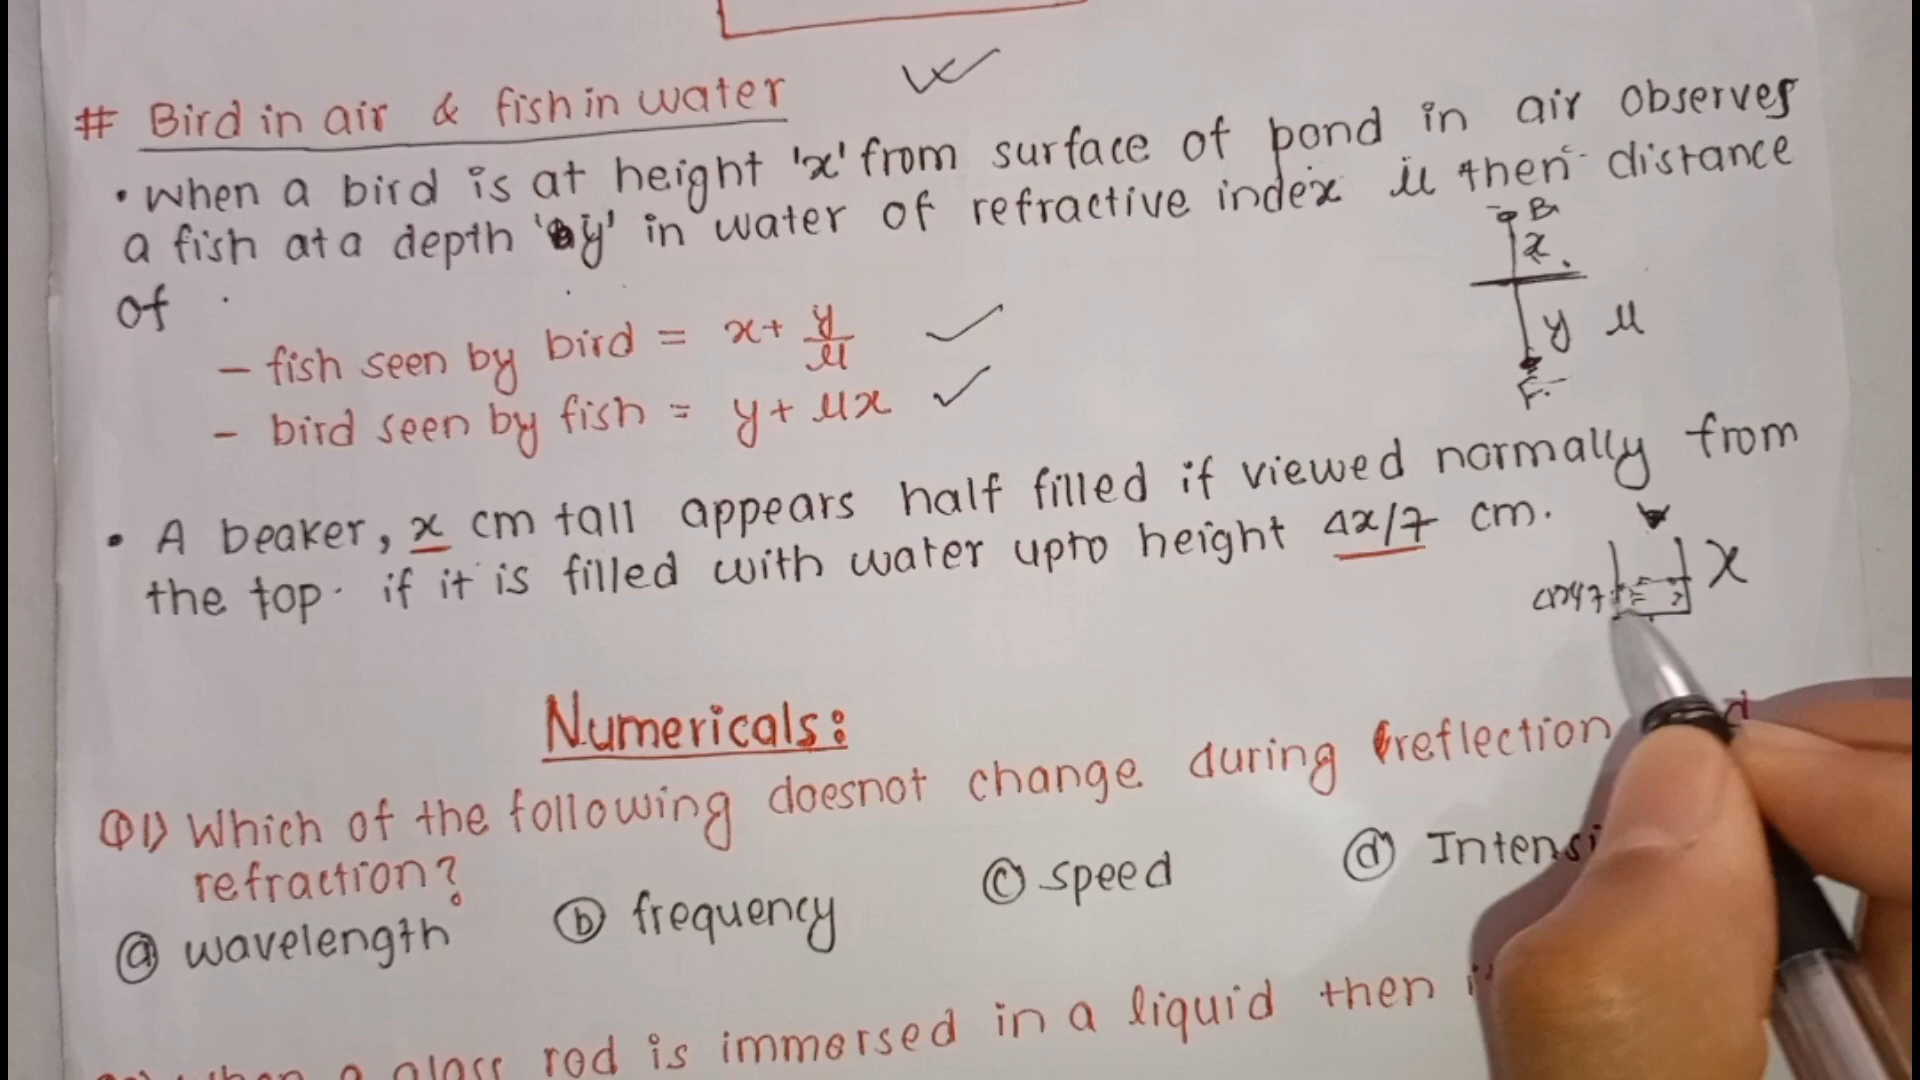 # Bird in air & fish in water
• When a bird is at height 'x' from surface of pond in air observes
a fish at a depth 'y' in water of refractive index μ then distance
of
- fish seen by bird = x + y/μ
- bird seen by fish = y + μx
B
x
y μ
F
• A beaker, x cm tall appears half filled if viewed normally from
the top. if it is filled with water upto height 4x/7 cm.
x
Numericals:
Q1) Which of the following doesnot change during reflection
refraction?
a wavelength b frequency c speed d
rod is immersed in a liquid then